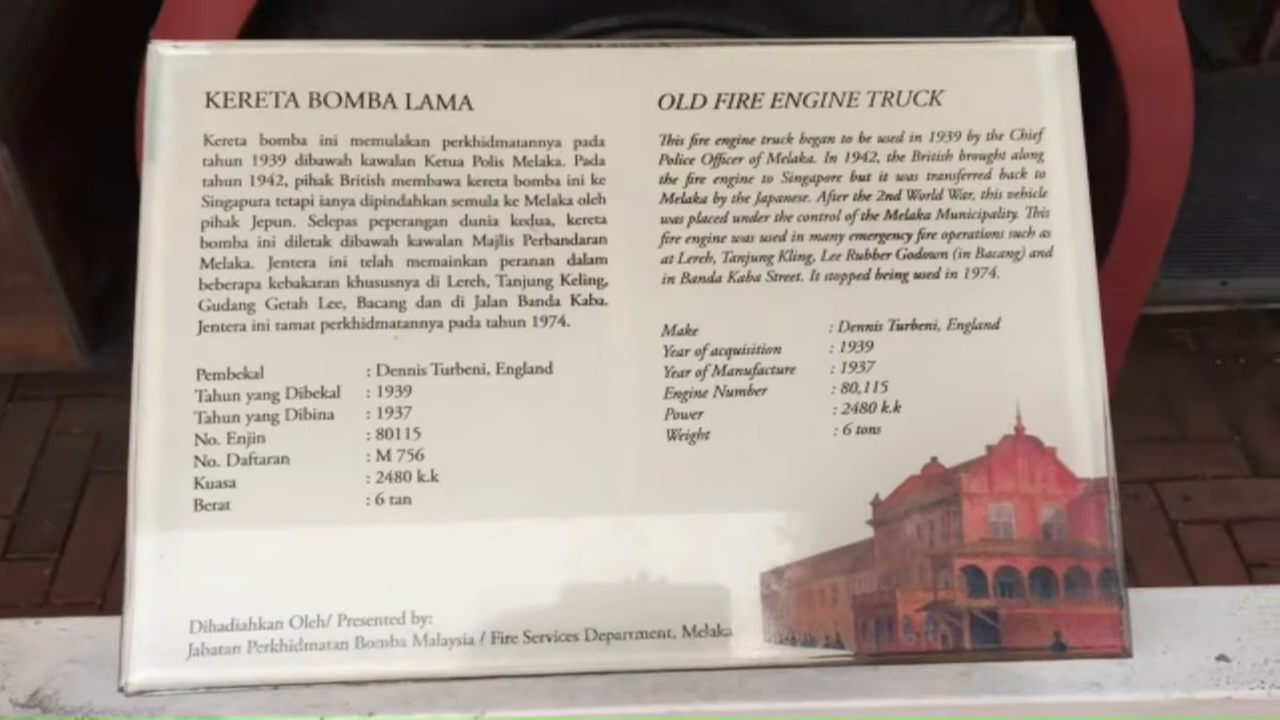 KERETA BOMBA LAMA
Kereta bomba ini memulakan perkhidmatannya pada
tahun 1939 dibawah kawalan Ketua Polis Melaka. Pada
tahun 1942, pihak British membawa kereta bomba ini ke
Singapura tetapi ianya dipindahkan semula ke Melaka oleh
pihak Jepun. Selepas peperangan dunia kedua, kereta
bomba ini diletak dibawah kawalan Majlis Perbandaran
Melaka. Jentera ini telah memainkan peranan dalam
beberapa kebakaran khususnya di Lereh, Tanjung Keling,
Gudang Getah Lee, Bacang dan di Jalan Banda Kaba.
Jentera ini tamat perkhidmatannya pada tahun 1974.
Pembekal : Dennis Turbeni, England
Tahun yang Dibekal : 1939
Tahun yang Dibina : 1937
No. Enjin : 80115
No. Daftaran : M 756
Kuasa : 2480 k.k
Berat : 6 tan
OLD FIRE ENGINE TRUCK
This fire engine truck began to be used in 1939 by the Chief
Police Officer of Melaka. In 1942, the British brought along
the fire engine to Singapore but it was transferred back to
Melaka by the Japanese. After the 2nd World War, this vehicle
was placed under the control of the Melaka Municipality. This
fire engine was used in many emergency fire operations such as
at Lereh, Tanjung Kling, Lee Rubber Godown (in Bacang) and
in Banda Kaba Street. It stopped being used in 1974.
Make : Dennis Turbeni, England
Year of acquisition : 1939
Year of Manufacture : 1937
Engine Number : 80,115
Power : 2480 k.k
Weight : 6 tons
Dihadiahkan Oleh/ Presented by:
Jabatan Perkhidmatan Bomba Malaysia / Fire Services Department, Melaka